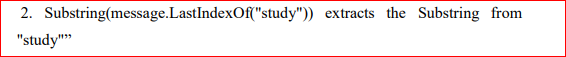 2. Substring(message.LastIndexOf("study")) extracts the Substring from
"study"”